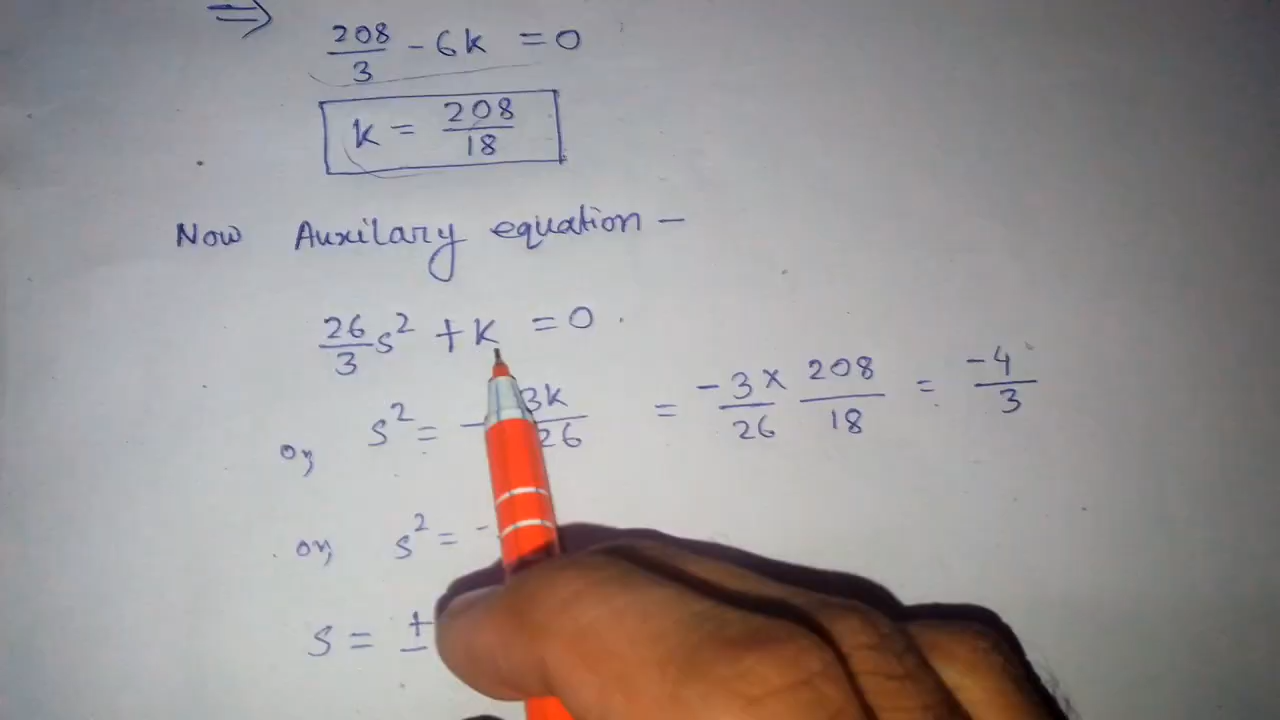 ⇒ 208/3 - 6k = 0
k = 208/18
Now Auxilary equation -
26/3 s² + k = 0
or, s² = - 3k/26 = -3/26 × 208/18 = -4/3
or, s² = -
s = ±